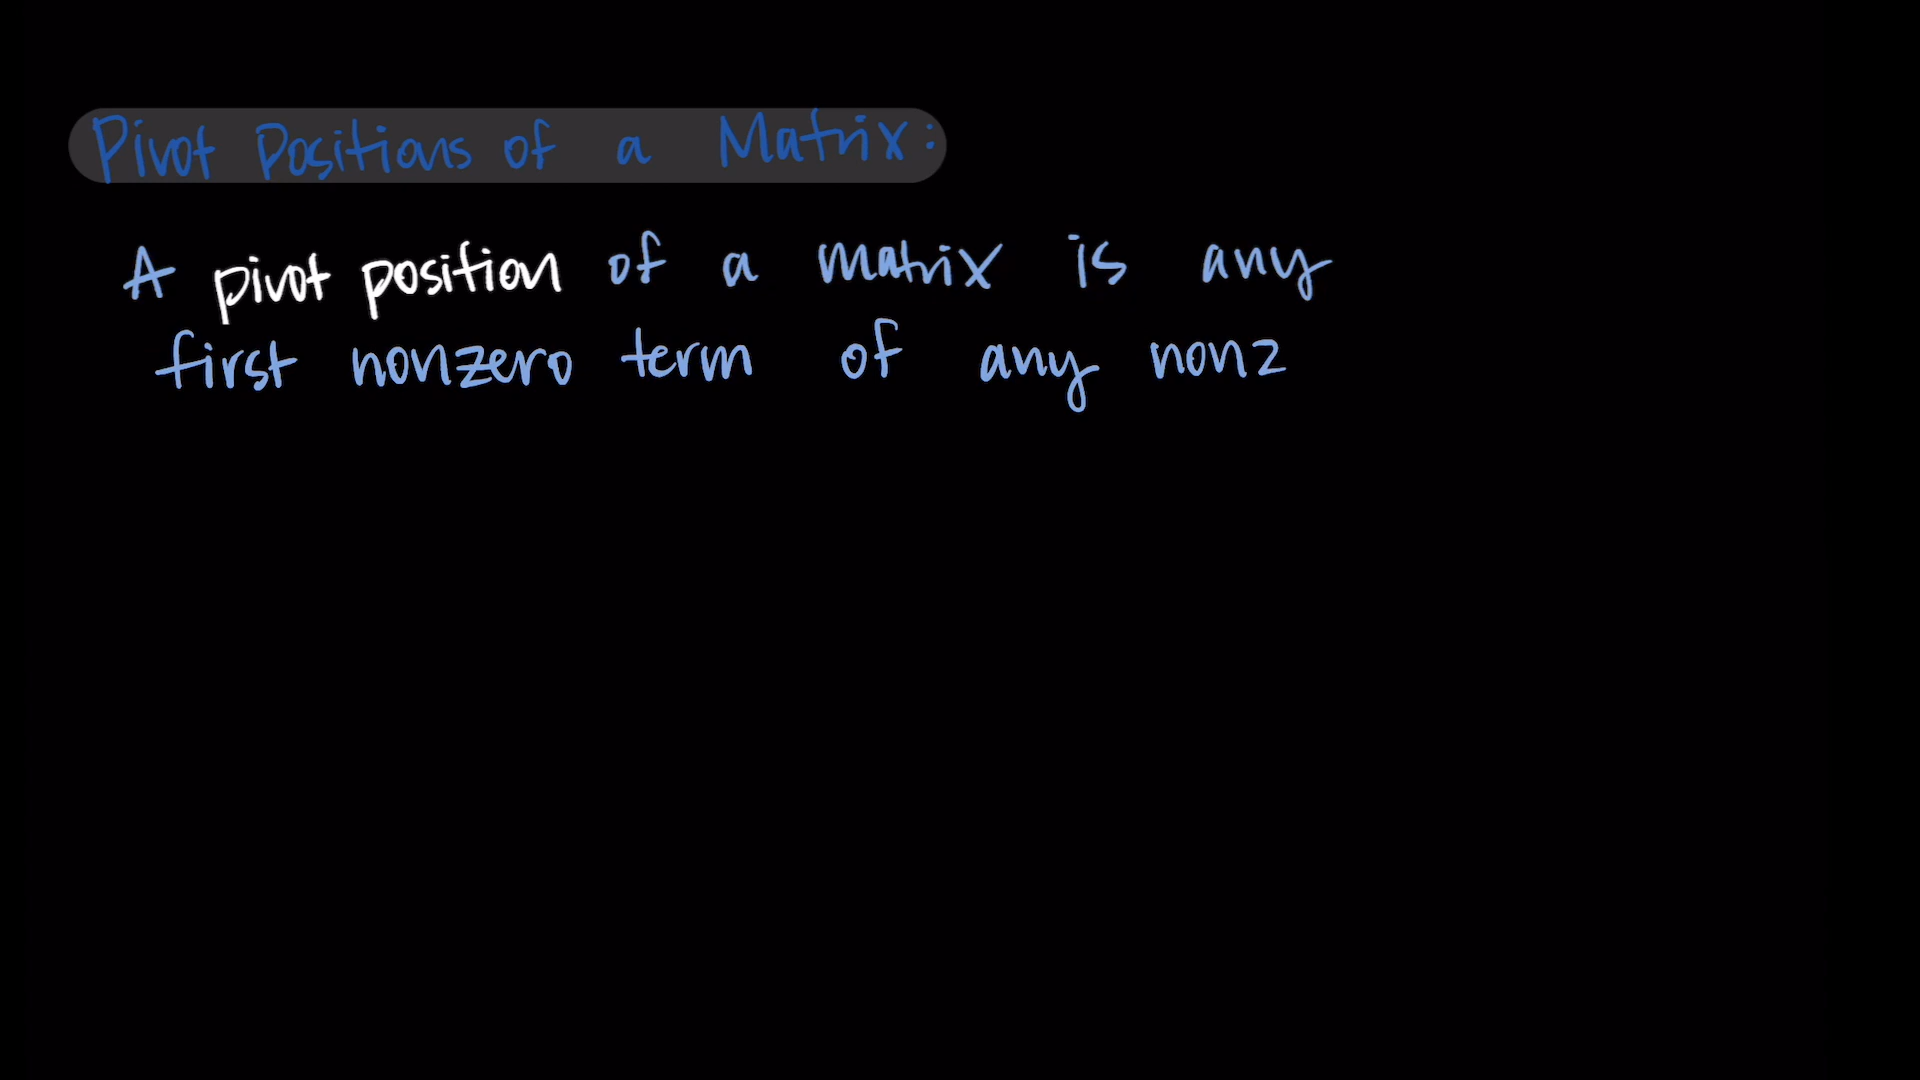 Pivot Positions of a Matrix:
A pivot position of a matrix is any
first nonzero term of any nonz